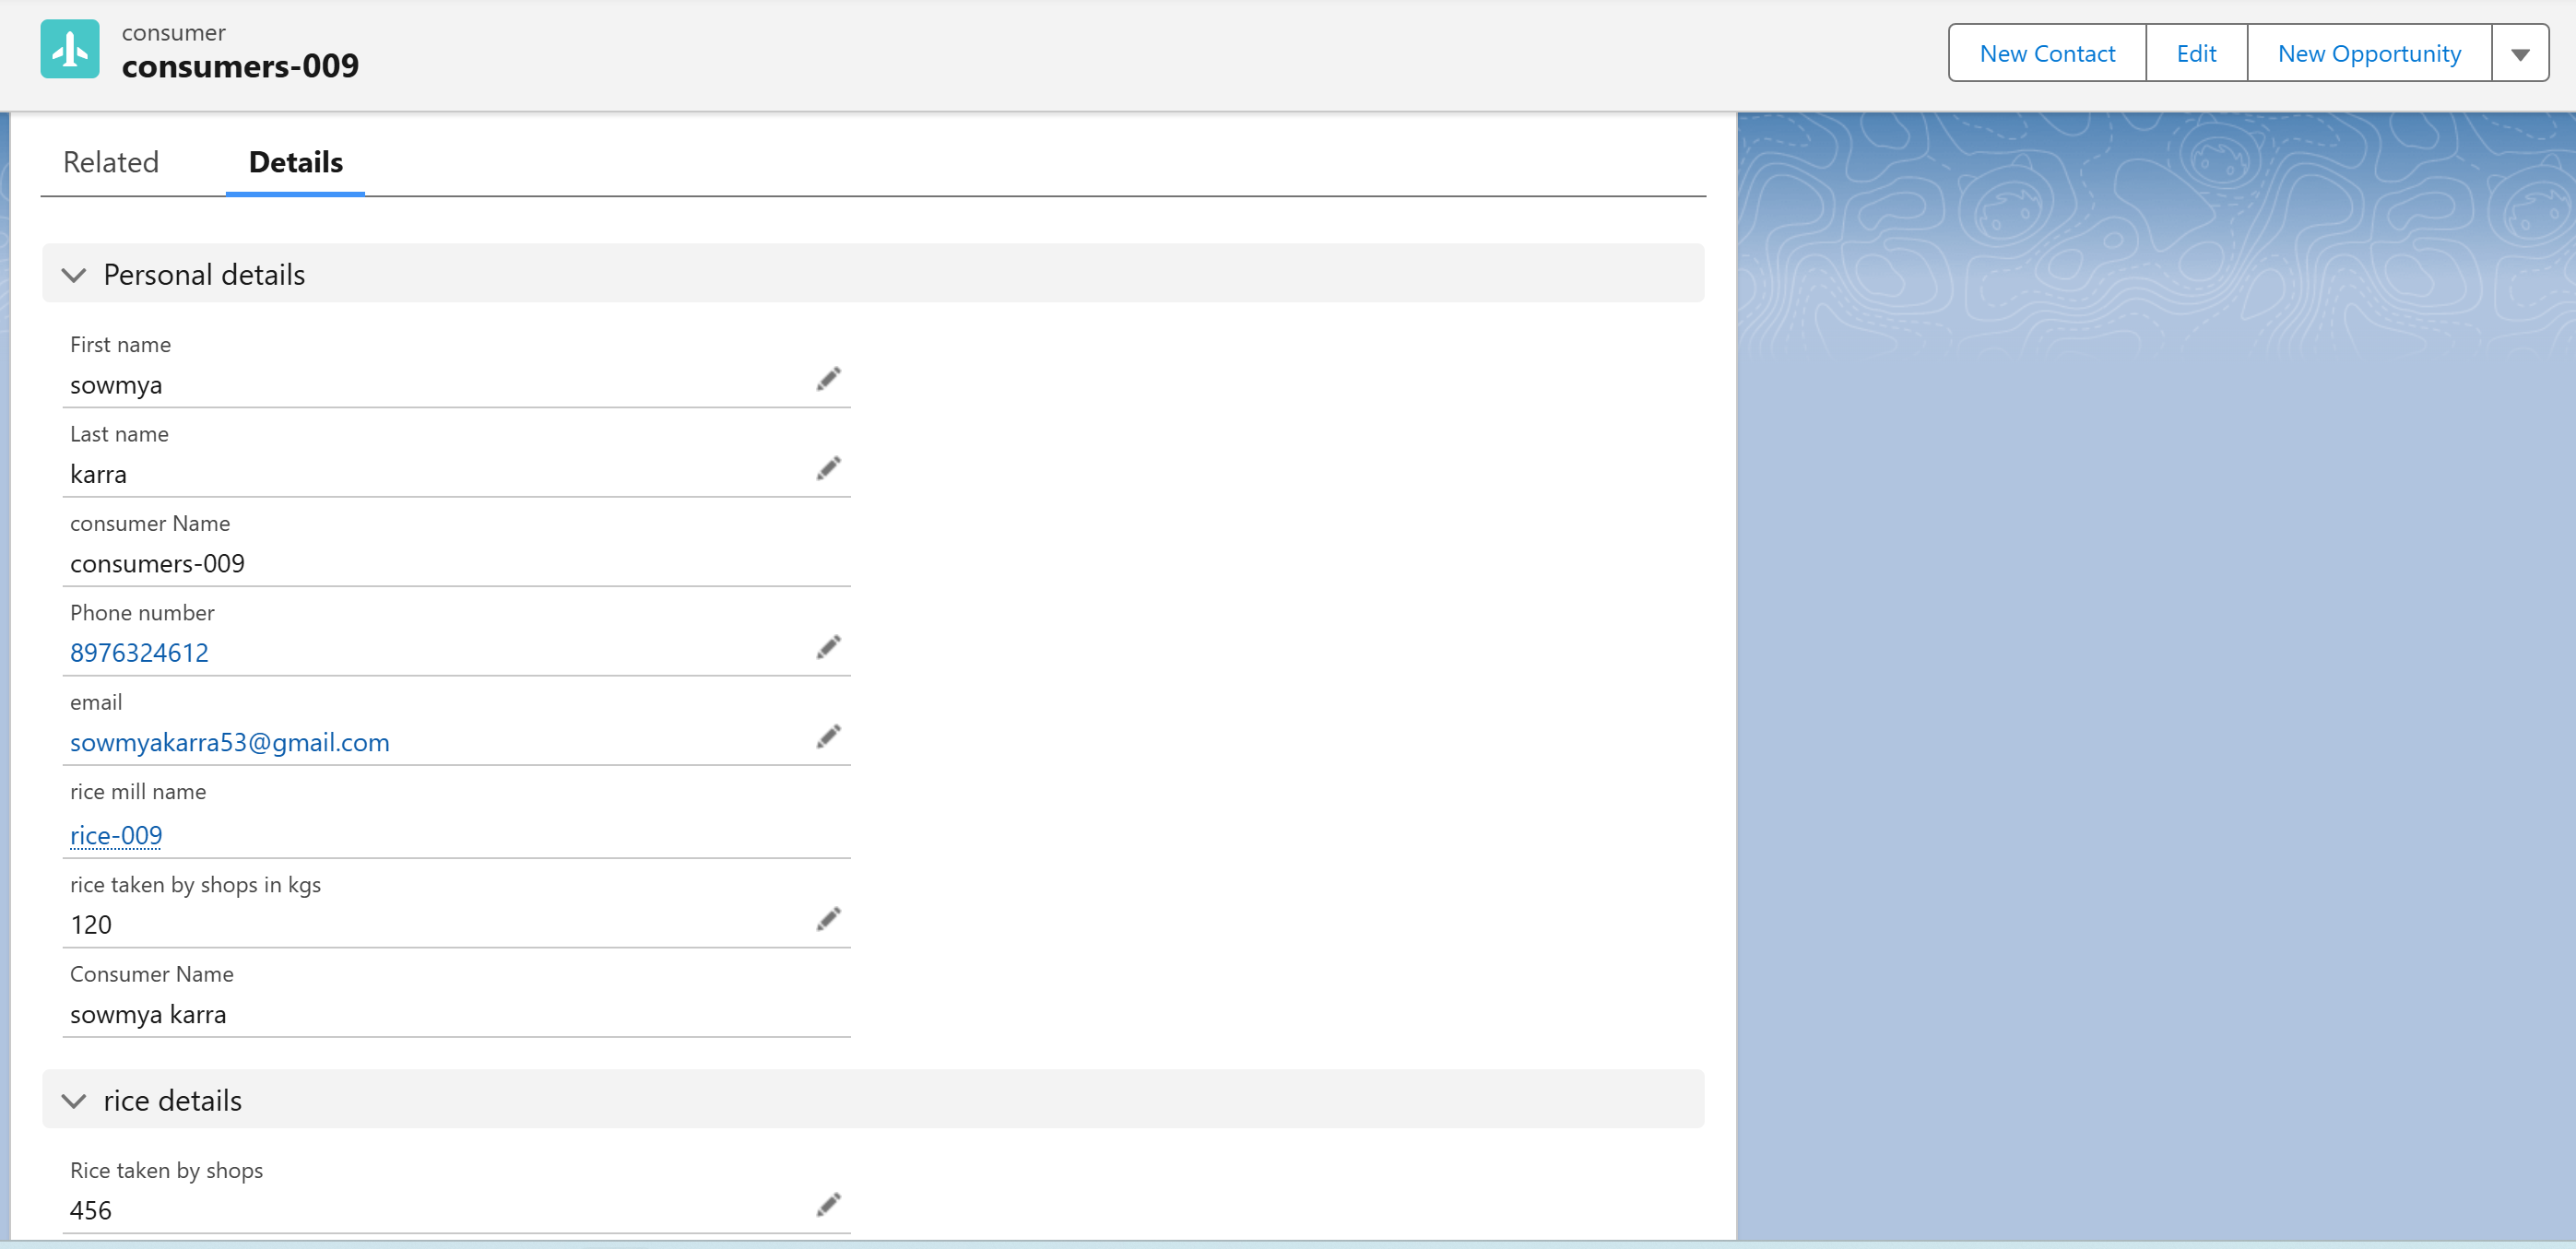 consumer
consumers-009
New Contact
Edit
New Opportunity
Related
Details
Personal details
First name
sowmya
Last name
karra
consumer Name
consumers-009
Phone number
8976324612
email
sowmyakarra53@gmail.com
rice mill name
rice-009
rice taken by shops in kgs
120
Consumer Name
sowmya karra
rice details
Rice taken by shops
456